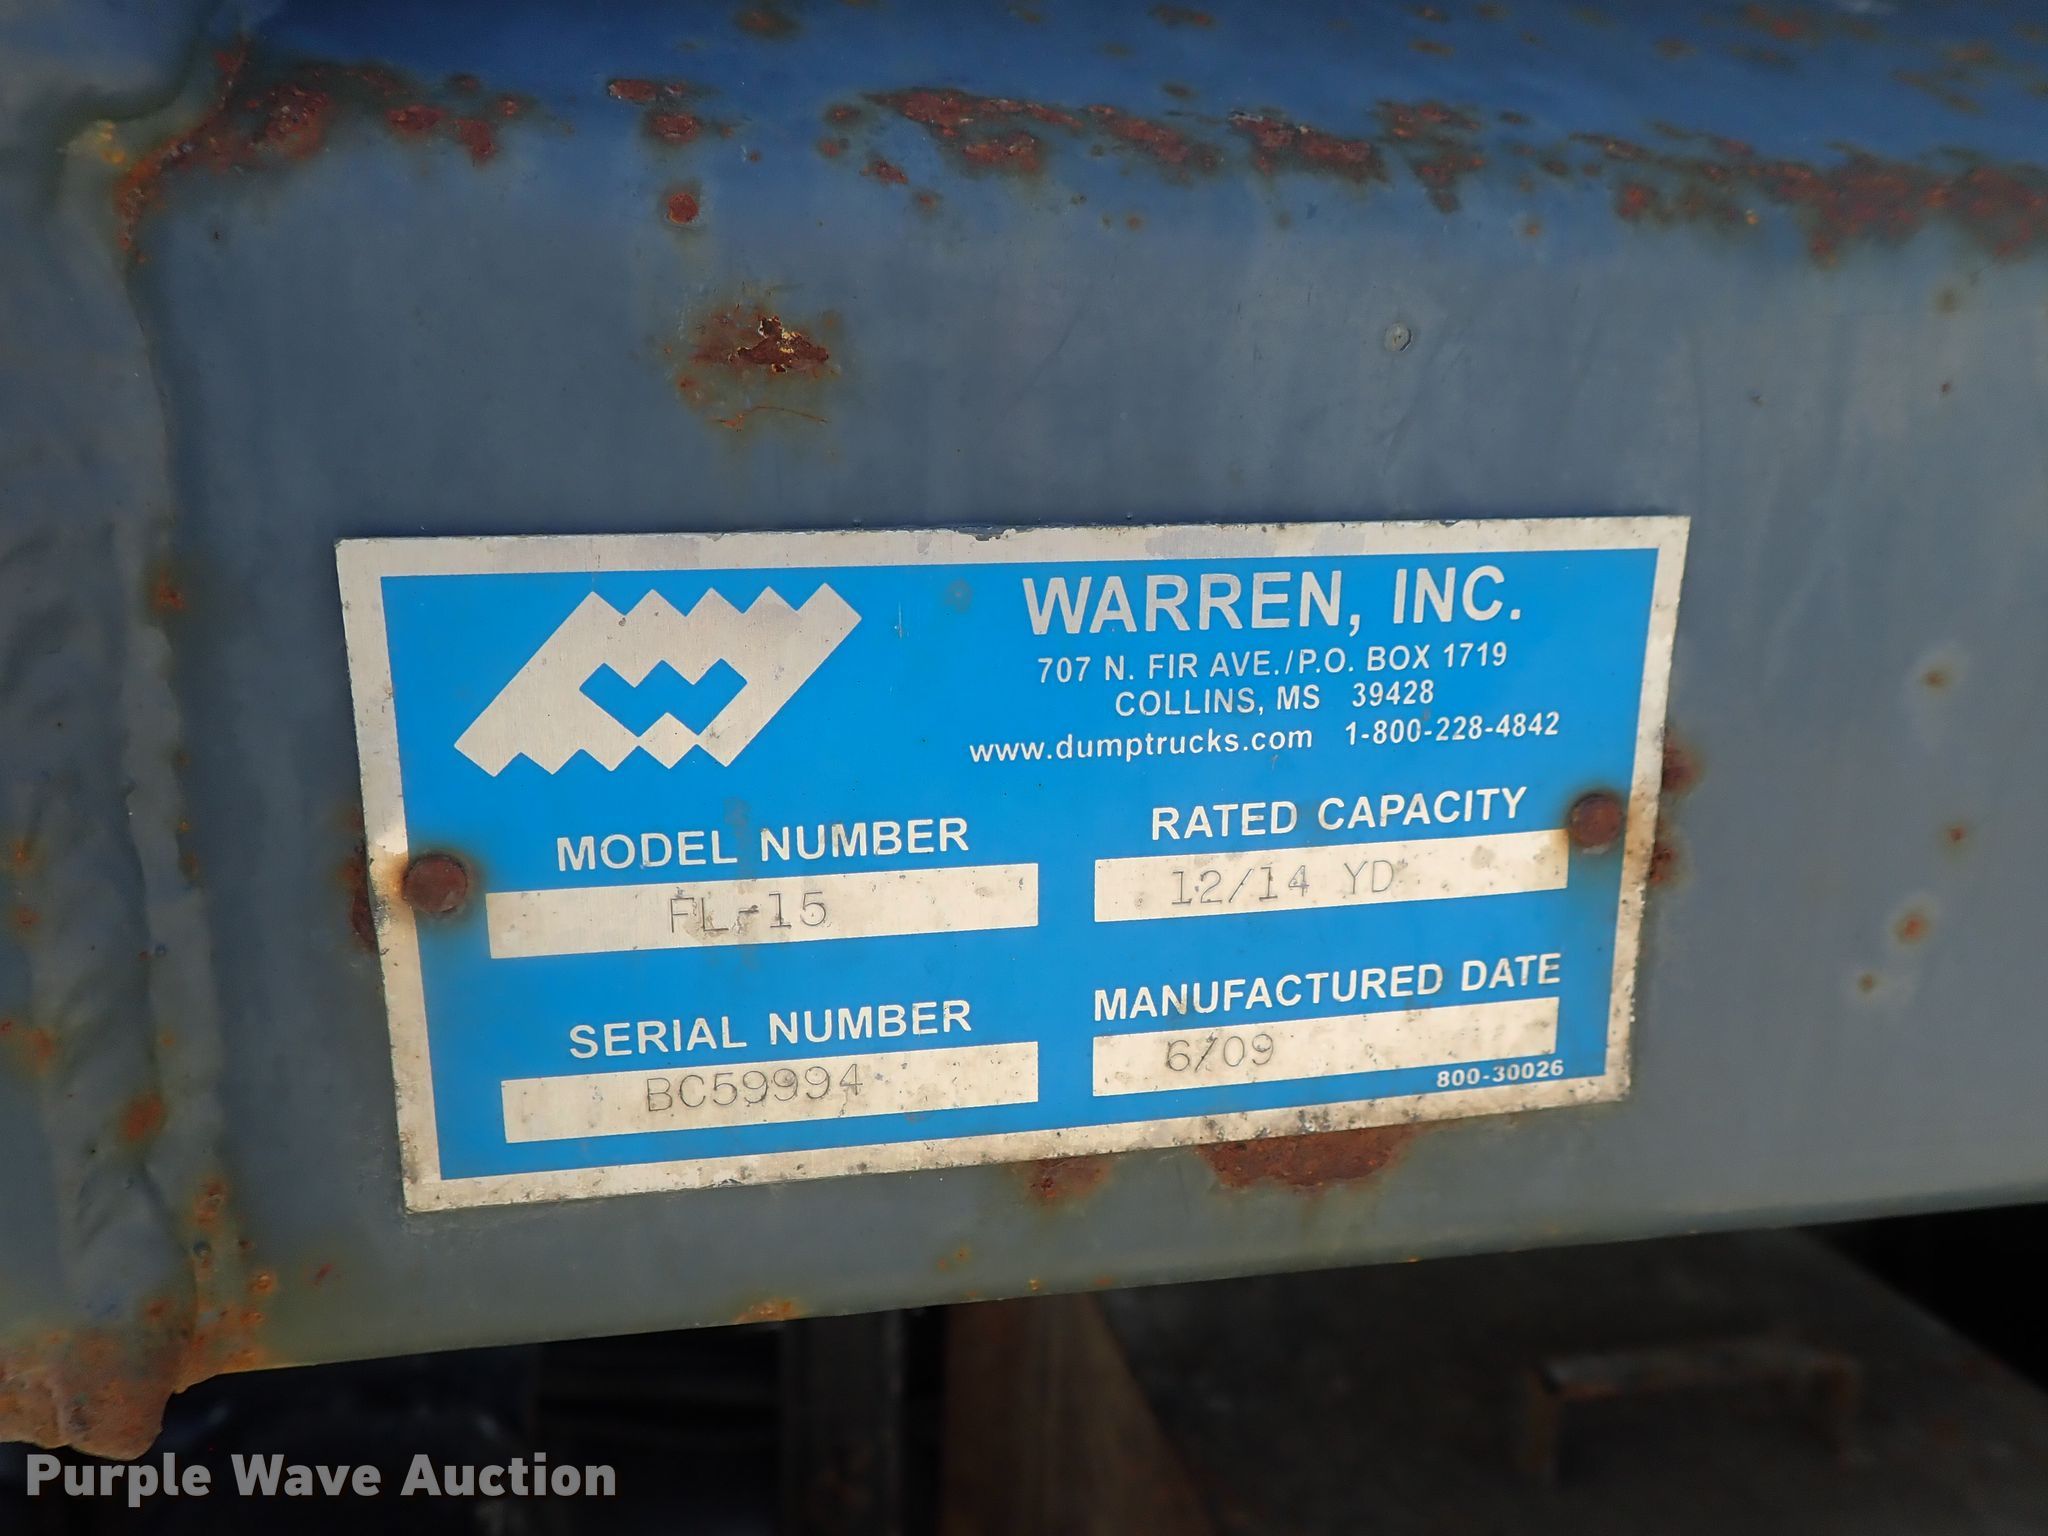 WARREN, INC.
707 N. FIR AVE./P.O. BOX 1719
COLLINS, MS 39428
www.dumptrucks.com 1-800-228-4842
MODEL NUMBER
FL-15
RATED CAPACITY
12/14 YD
SERIAL NUMBER
BC59994
MANUFACTURED DATE
6/09
800-30026
Purple Wave Auction